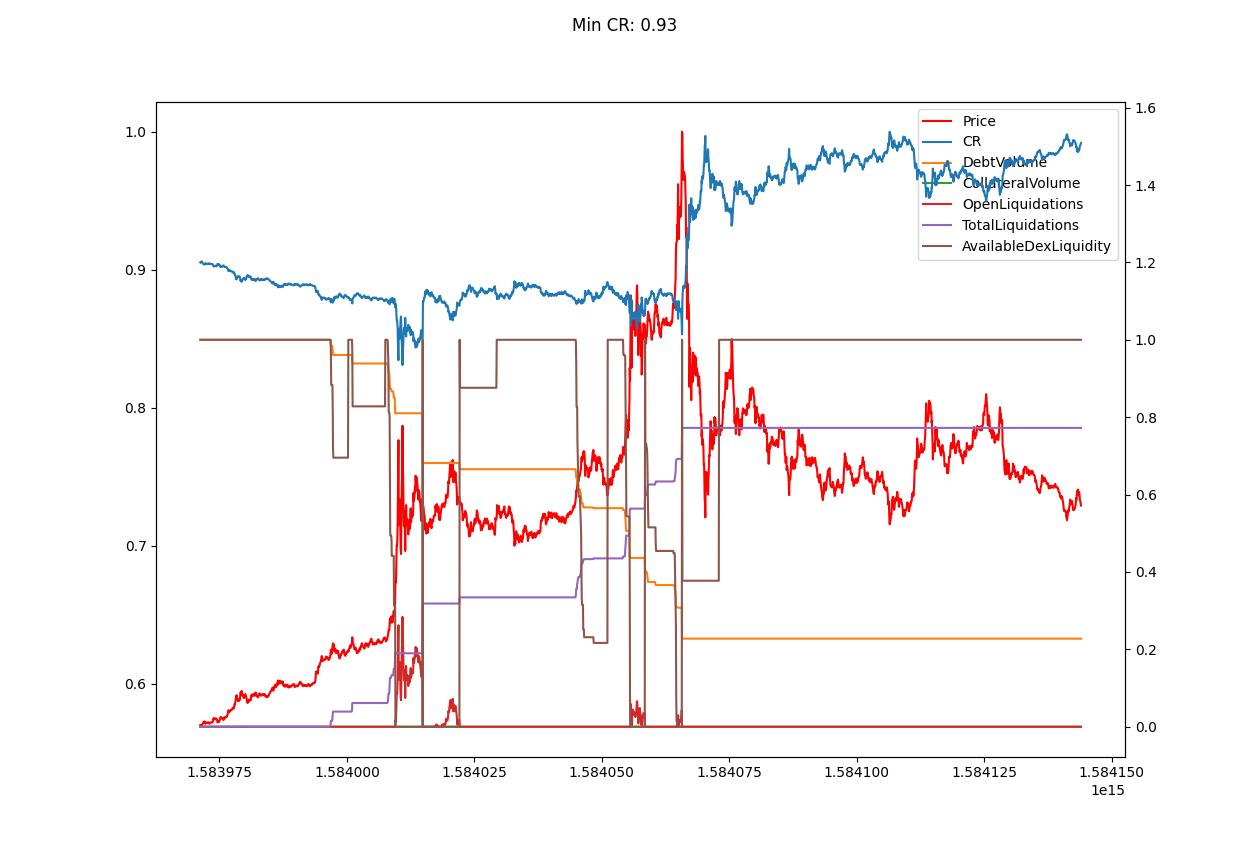 Min CR: 0.93
1.0
0.9
0.8
0.7
0.6
1.6
1.4
1.2
1.0
0.8
0.6
0.4
0.2
0.0
Price
CR
DebtVolume
CollateralVolume
OpenLiquidations
TotalLiquidations
AvailableDexLiquidity
1.583975 1.584000 1.584025 1.584050 1.584075 1.584100 1.584125 1.584150
1e15